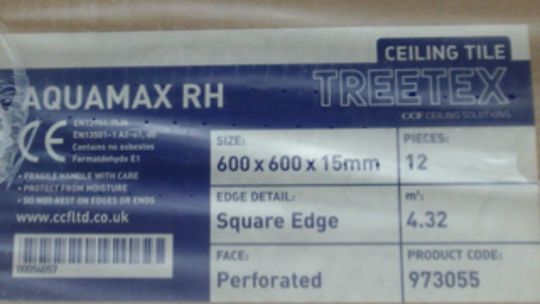 CEILING TILE
AQUAMAX RH
TREETEX
CCF CEILING SOLUTIONS
CE
EN13501-1 A2-s1, d0
Contains no asbestos
Formaldehyde E1
• FRAGILE HANDLE WITH CARE
• PROTECT FROM MOISTURE
• DO NOT REST ON EDGES OR ENDS
www.ccfltd.co.uk
00054057
SIZE:
600 x 600 x 15mm
PIECES:
12
EDGE DETAIL:
Square Edge
m²:
4.32
FACE:
Perforated
PRODUCT CODE:
973055